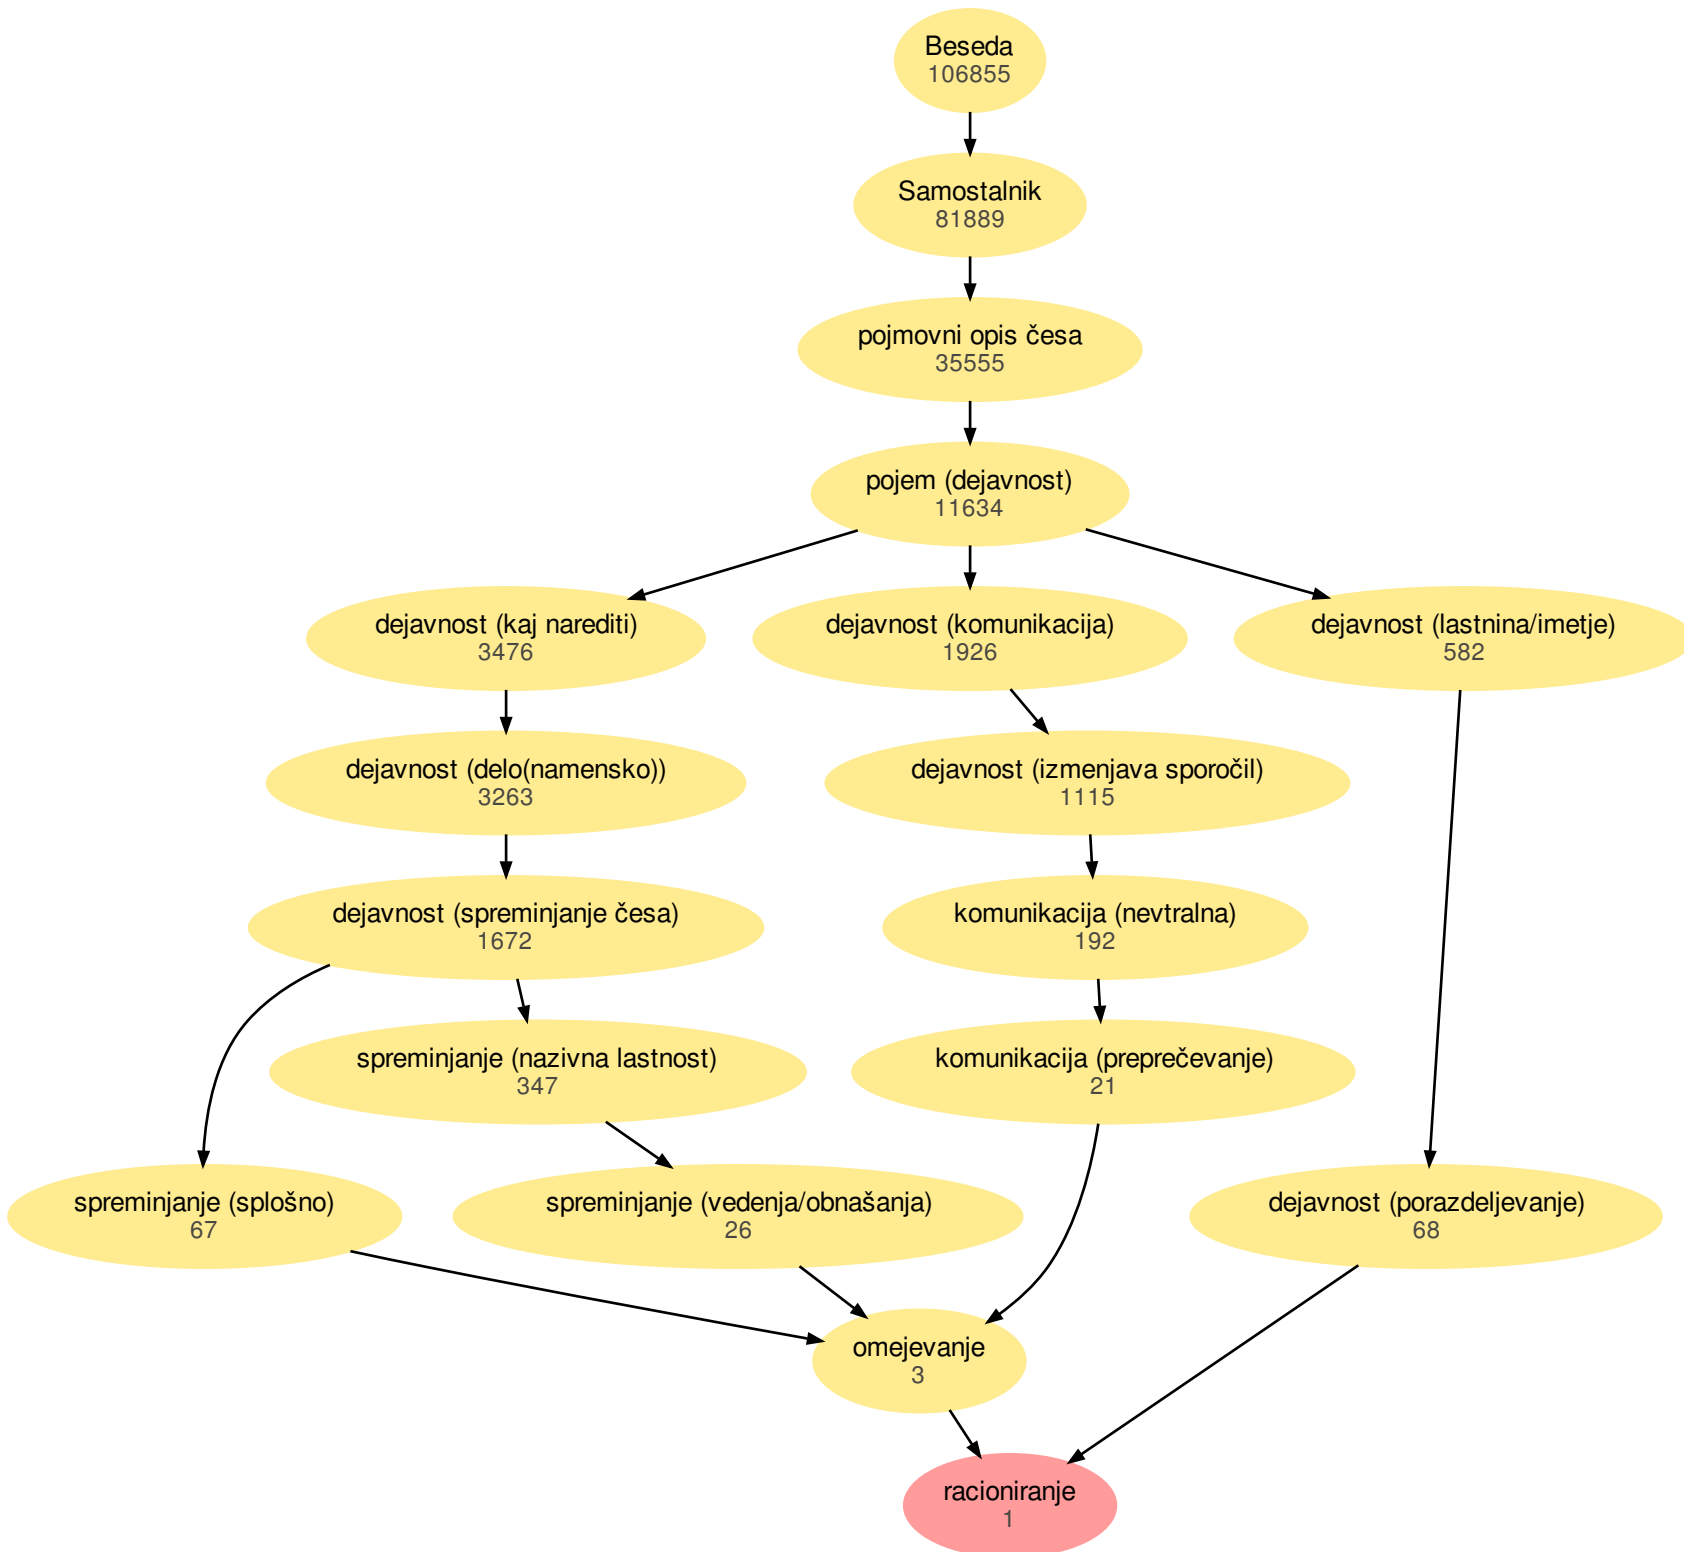 Beseda
106855
Samostalnik
81889
pojmovni opis česa
35555
pojem (dejavnost)
11634
dejavnost (kaj narediti)
3476
dejavnost (komunikacija)
1926
dejavnost (lastnina/imetje)
582
dejavnost (delo(namensko))
3263
dejavnost (izmenjava sporočil)
1115
dejavnost (spreminjanje česa)
1672
komunikacija (nevtralna)
192
spreminjanje (nazivna lastnost)
347
komunikacija (preprečevanje)
21
spreminjanje (splošno)
67
spreminjanje (vedenja/obnašanja)
26
dejavnost (porazdeljevanje)
68
omejevanje
3
racioniranje
1